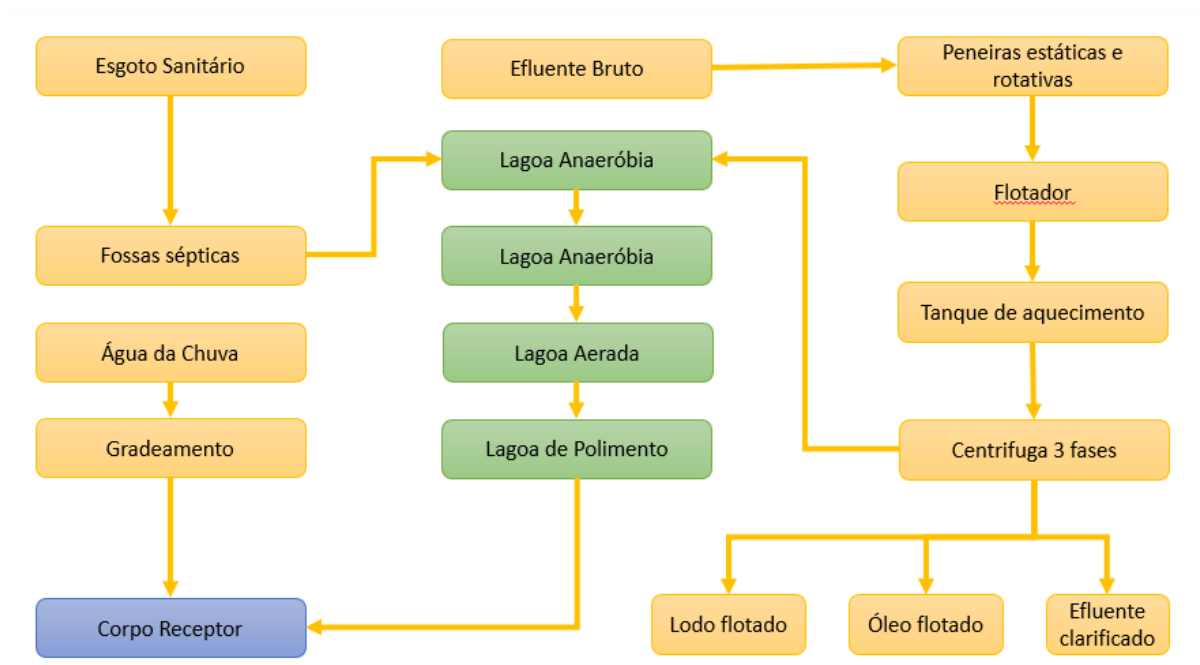 Esgoto Sanitário
Efluente Bruto
Peneiras estáticas e
rotativas
Lagoa Anaeróbia
Flotador
Fossas sépticas
Lagoa Anaeróbia
Tanque de aquecimento
Água da Chuva
Lagoa Aerada
Gradeamento
Lagoa de Polimento
Centrifuga 3 fases
Corpo Receptor
Lodo flotado
Óleo flotado
Efluente
clarificado